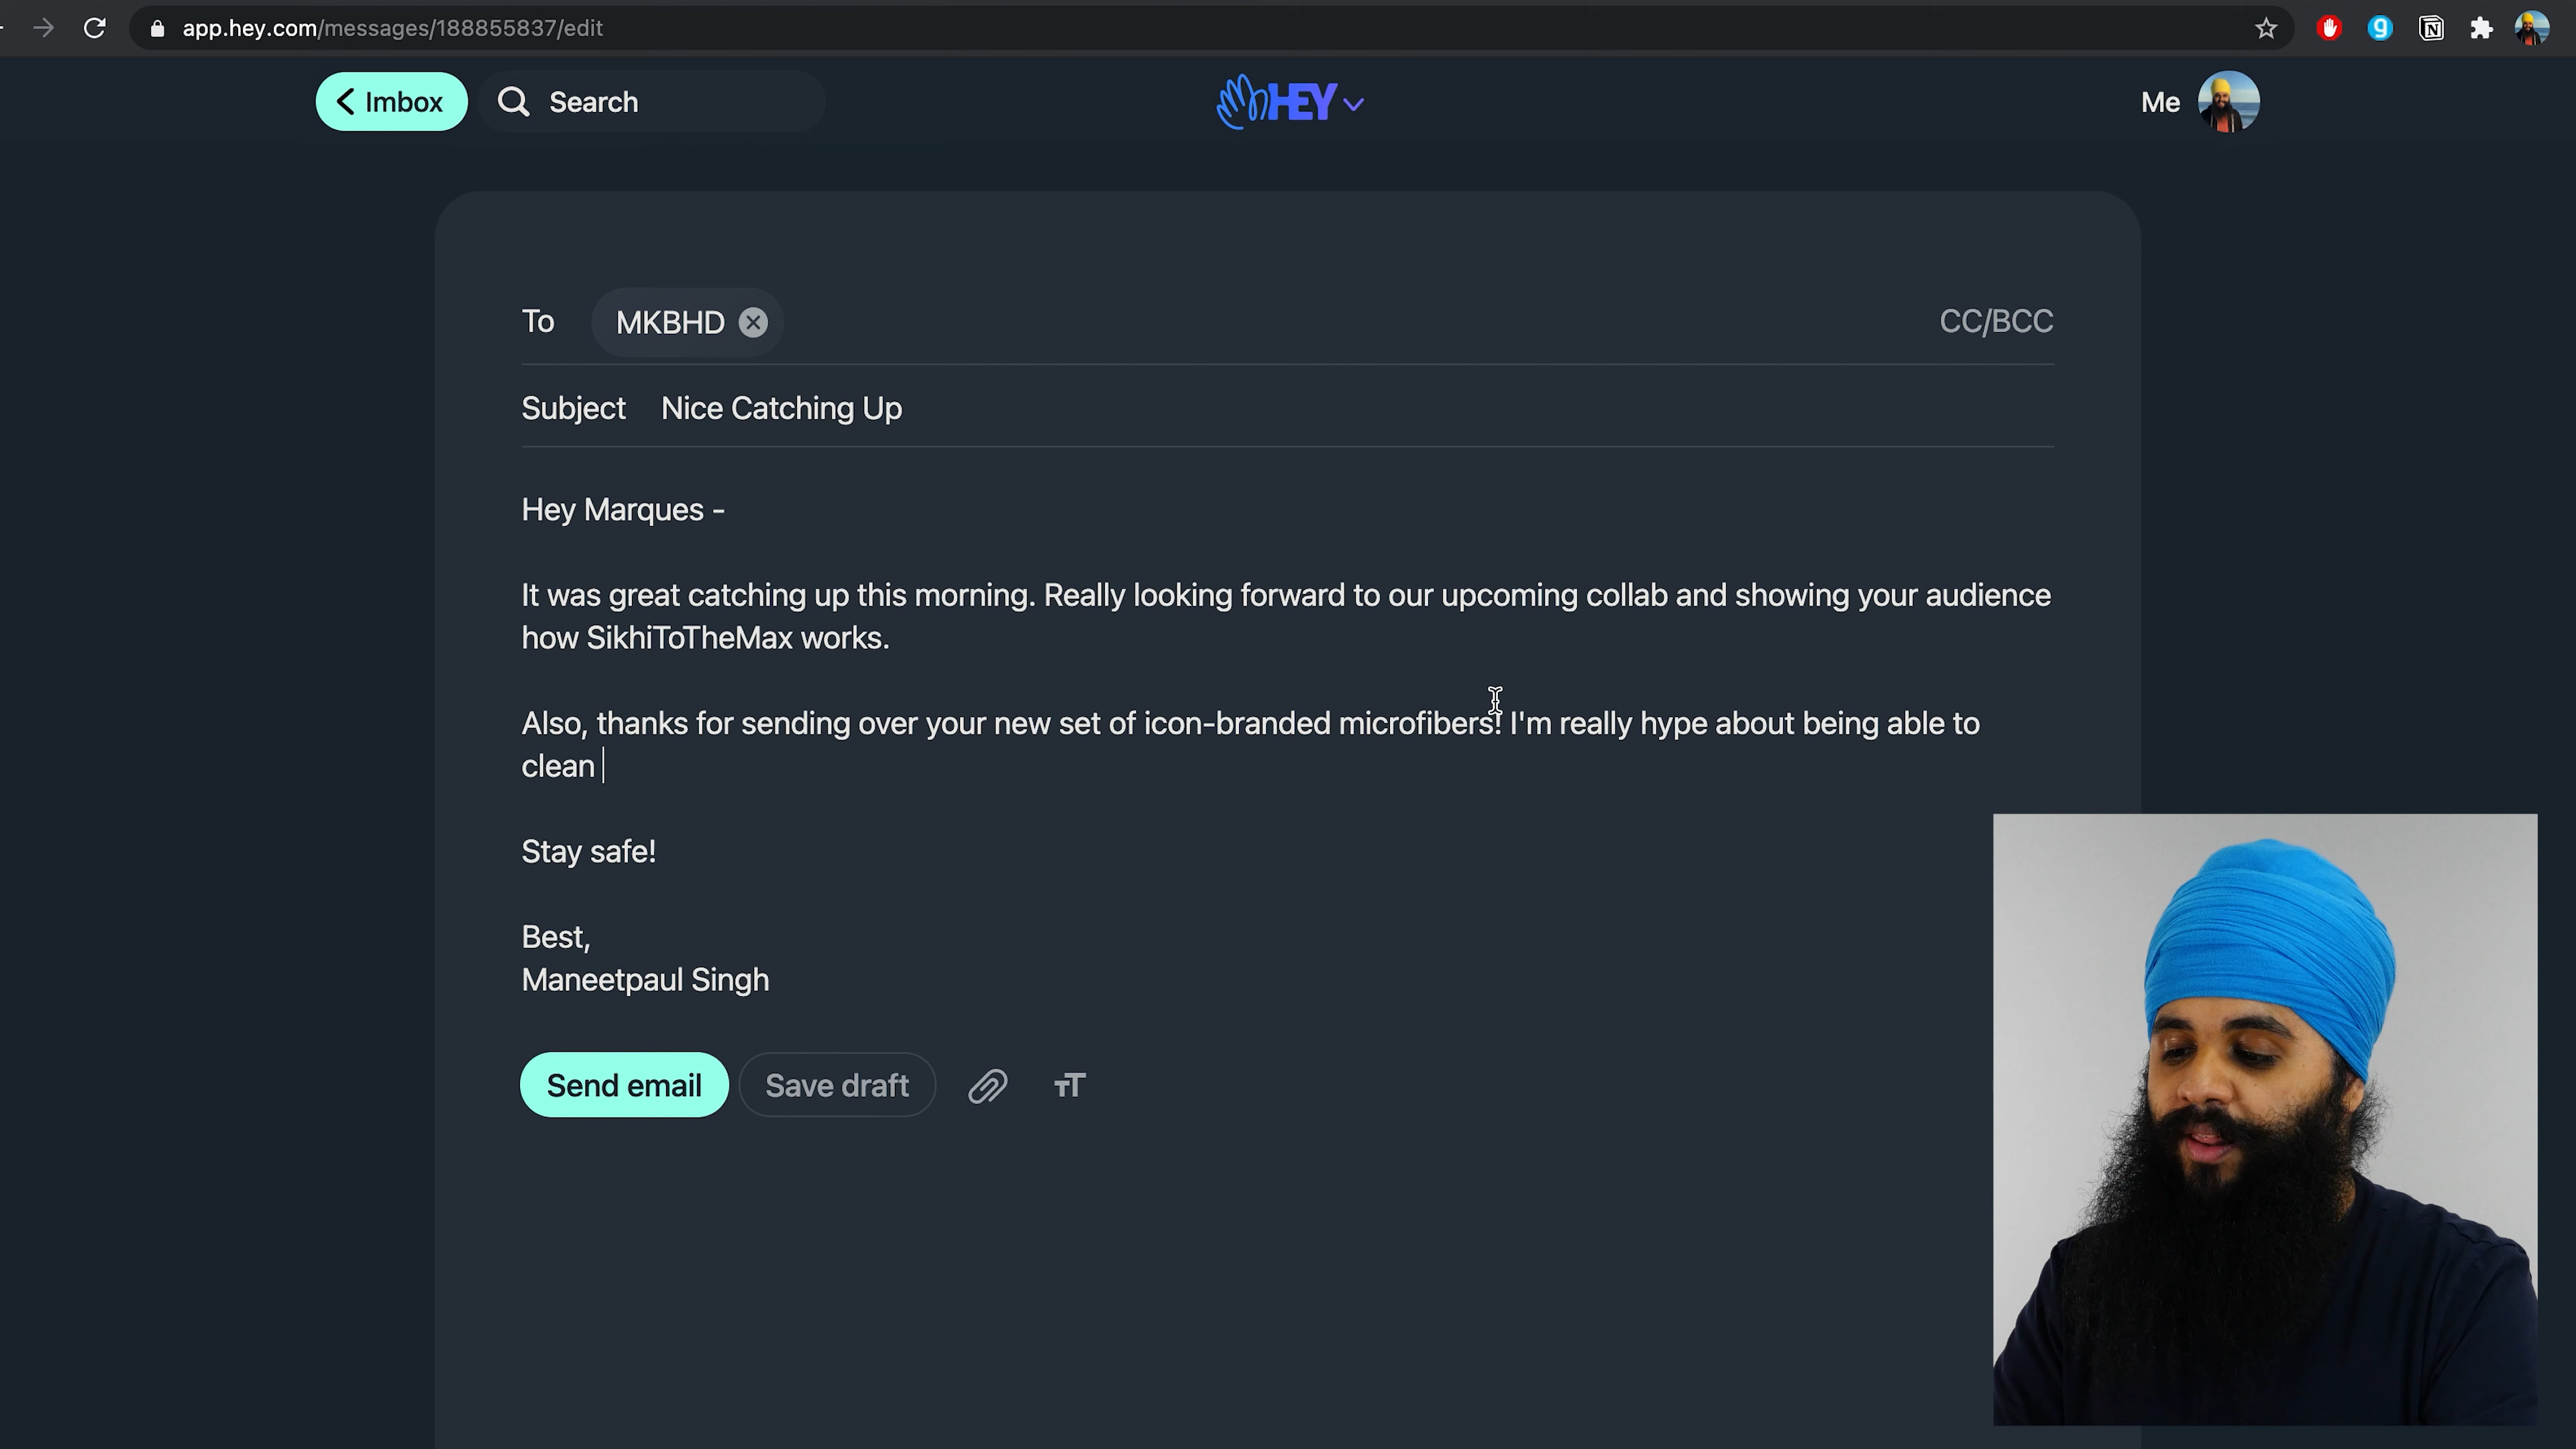 app.hey.com/messages/188855837/edit
Imbox
Search
HEY
Me
To MKBHD CC/BCC
Subject Nice Catching Up
Hey Marques -
It was great catching up this morning. Really looking forward to our upcoming collab and showing your audience
how SikhiToTheMax works.
Also, thanks for sending over your new set of icon-branded microfibers! I'm really hype about being able to
clean
Stay safe!
Best,
Maneetpaul Singh
Send email Save draft